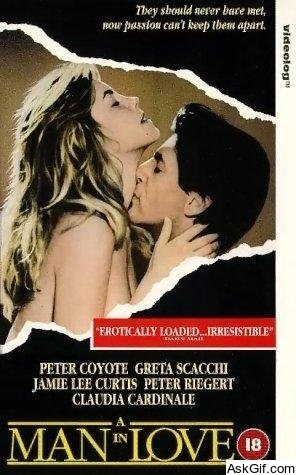 They should never have met,
now passion can't keep them apart.
videolog™
"EROTICALLY LOADED...IRRESISTIBLE"
DAILY MAIL
PETER COYOTE GRETA SCACCHI
JAMIE LEE CURTIS PETER RIEGERT
CLAUDIA CARDINALE
A
MAN IN LOVE
18
AskGif.com